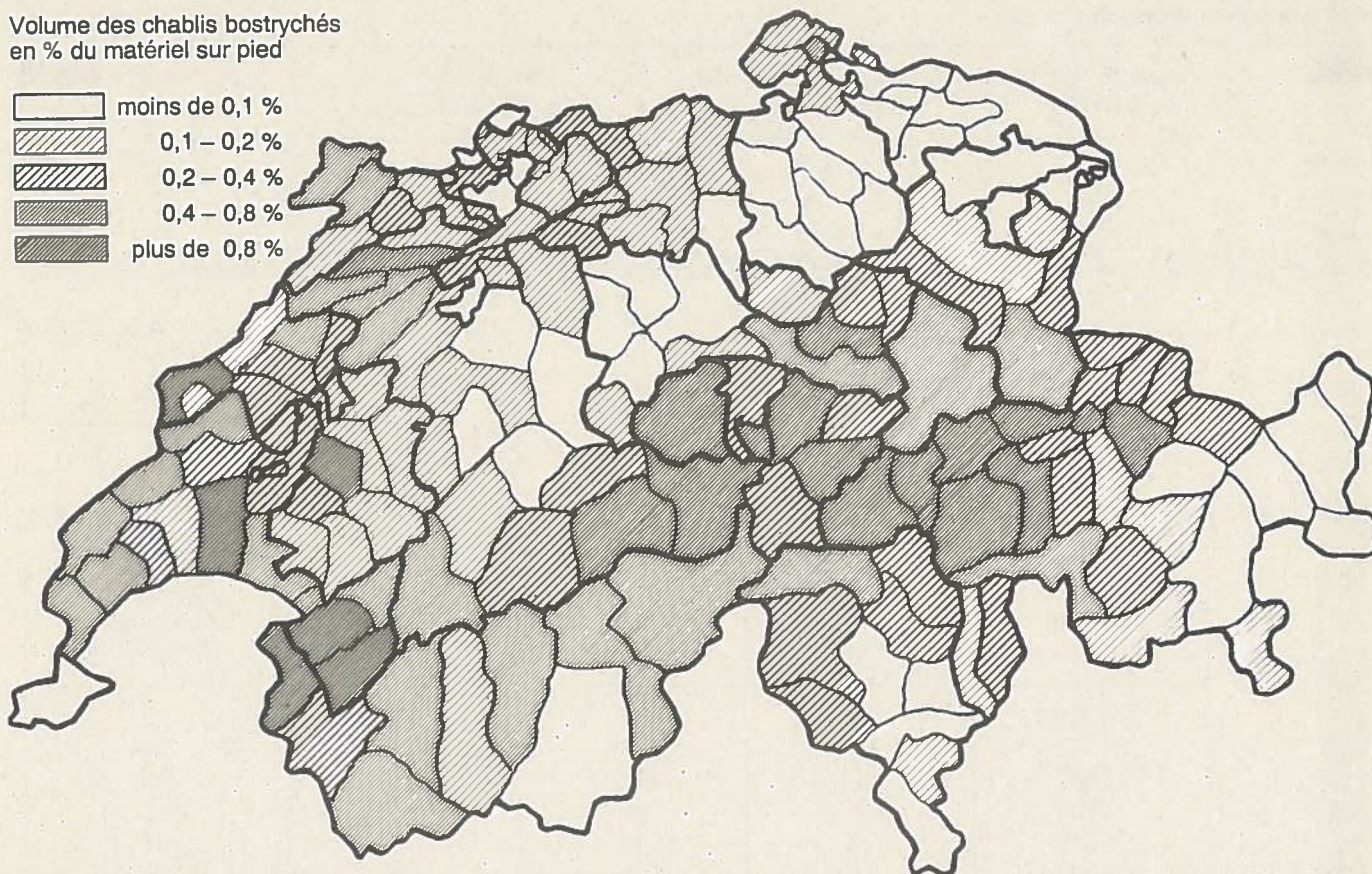 Volume des chablis bostrychés
en % du matériel sur pied
moins de 0,1 %
0,1 – 0,2 %
0,2 – 0,4 %
0,4 – 0,8 %
plus de 0,8 %